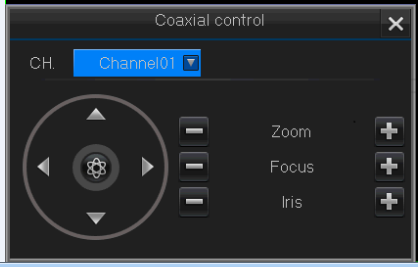 Coaxial control
CH. Channel01
Zoom
Focus
Iris